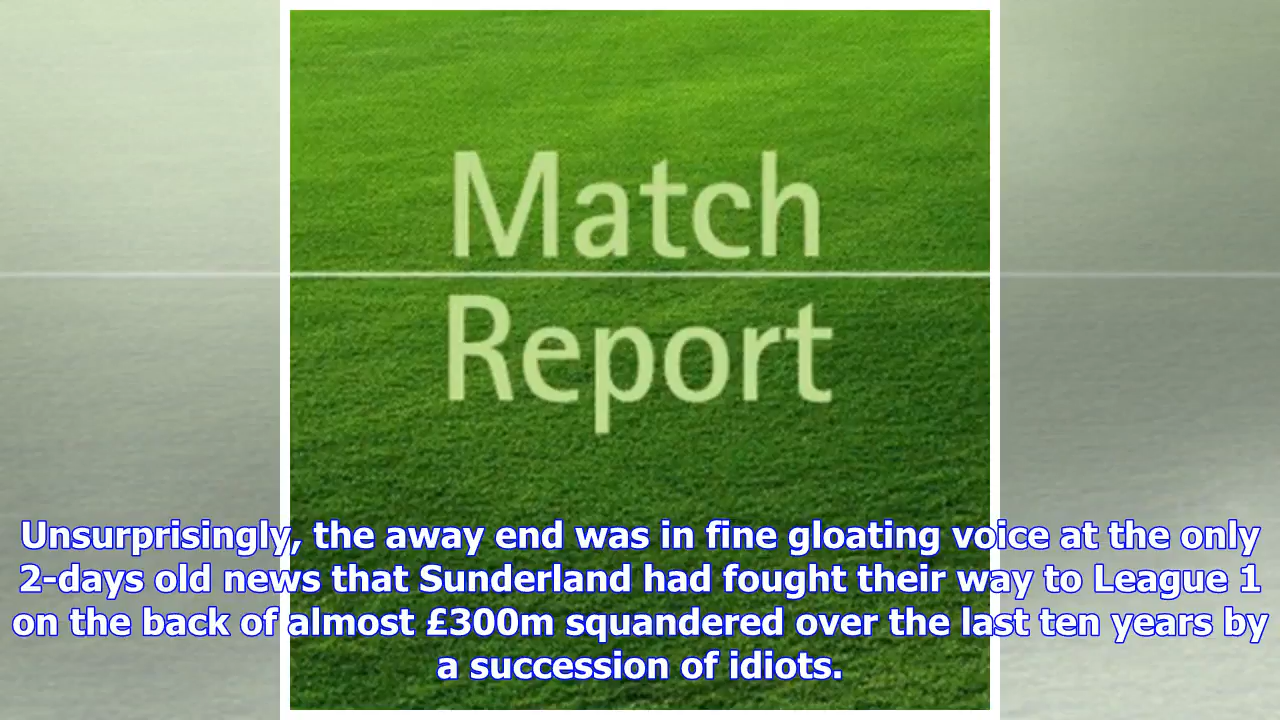 Match
Report
Unsurprisingly, the away end was in fine gloating voice at the only
2-days old news that Sunderland had fought their way to League 1
on the back of almost £300m squandered over the last ten years by
a succession of idiots.